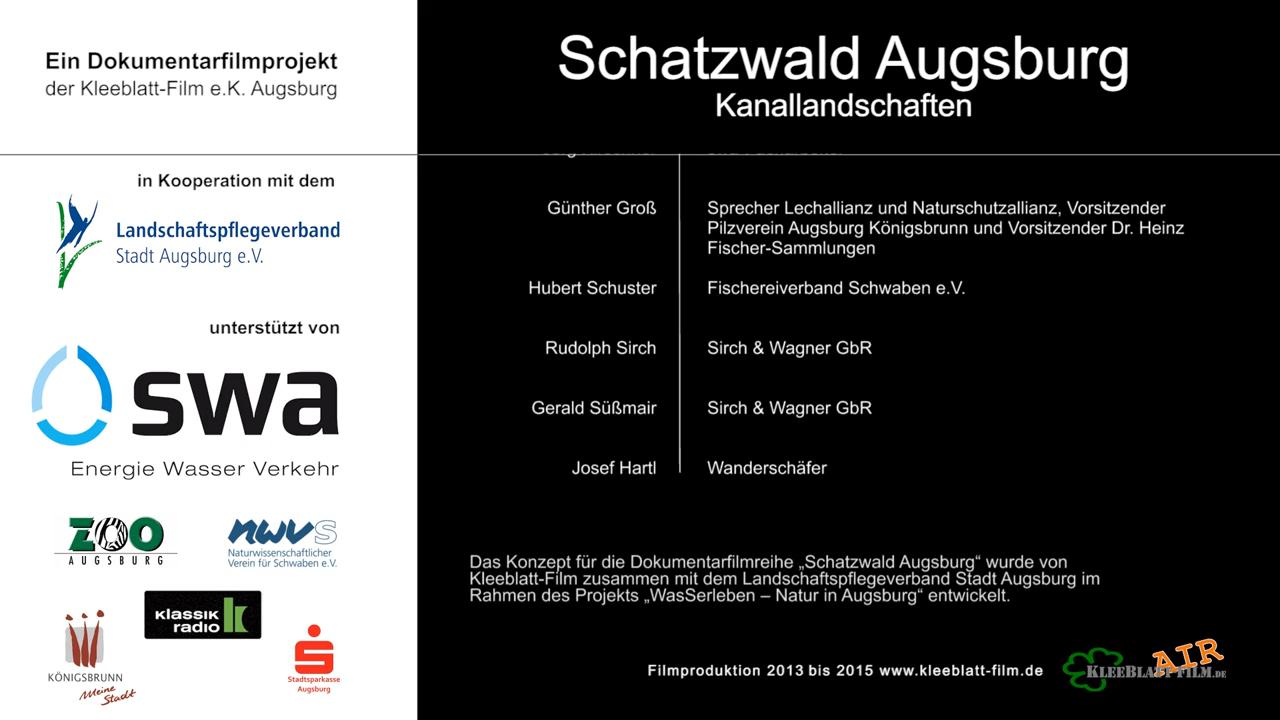 Ein Dokumentarfilmprojekt
der Kleeblatt-Film e.K. Augsburg
in Kooperation mit dem
Landschaftspflegeverband
Stadt Augsburg e.V.
unterstützt von
swa
Energie Wasser Verkehr
ZOO
AUGSBURG
nwvs
Naturwissenschaftlicher
Verein für Schwaben e.V.
KLASSIK
radio
KÖNIGSBRUNN
Meine
Stadt
Stadtsparkasse
Augsburg
Schatzwald Augsburg
Kanallandschaften
Günther Groß Sprecher Lechallianz und Naturschutzallianz, Vorsitzender
Pilzverein Augsburg Königsbrunn und Vorsitzender Dr. Heinz
Fischer-Sammlungen
Hubert Schuster Fischereiverband Schwaben e.V.
Rudolph Sirch Sirch & Wagner GbR
Gerald Süßmair Sirch & Wagner GbR
Josef Hartl Wanderschäfer
Das Konzept für die Dokumentarfilmreihe „Schatzwald Augsburg“ wurde von
Kleeblatt-Film zusammen mit dem Landschaftspflegeverband Stadt Augsburg im
Rahmen des Projekts „WasSerleben – Natur in Augsburg“ entwickelt.
Filmproduktion 2013 bis 2015 www.kleeblatt-film.de
AIR
KLEEBLATT-FILM.DE